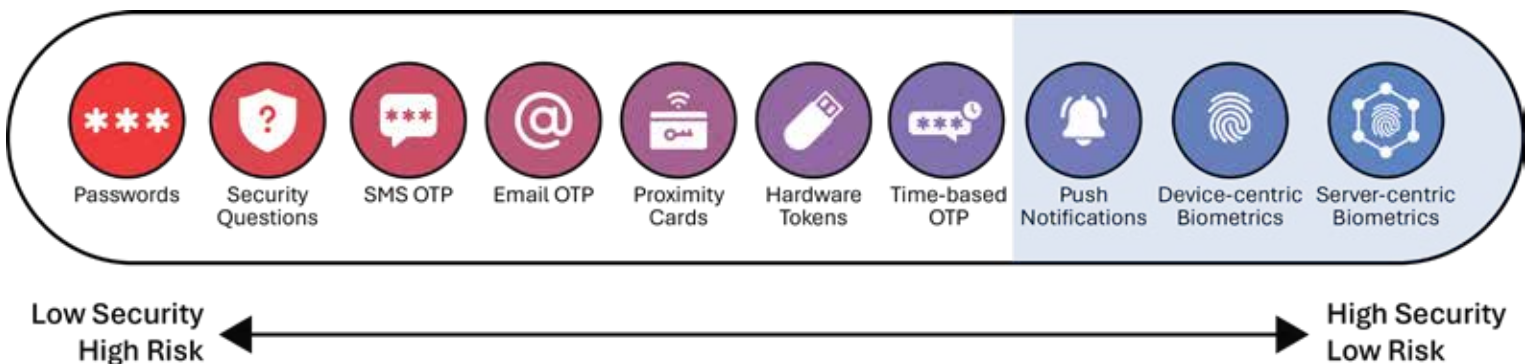 ***
?
***
@
***
Passwords
Security
Questions
SMS OTP
Email OTP
Proximity
Cards
Hardware
Tokens
Time-based
OTP
Push
Notifications
Device-centric
Biometrics
Server-centric
Biometrics
Low Security
High Risk
High Security
Low Risk